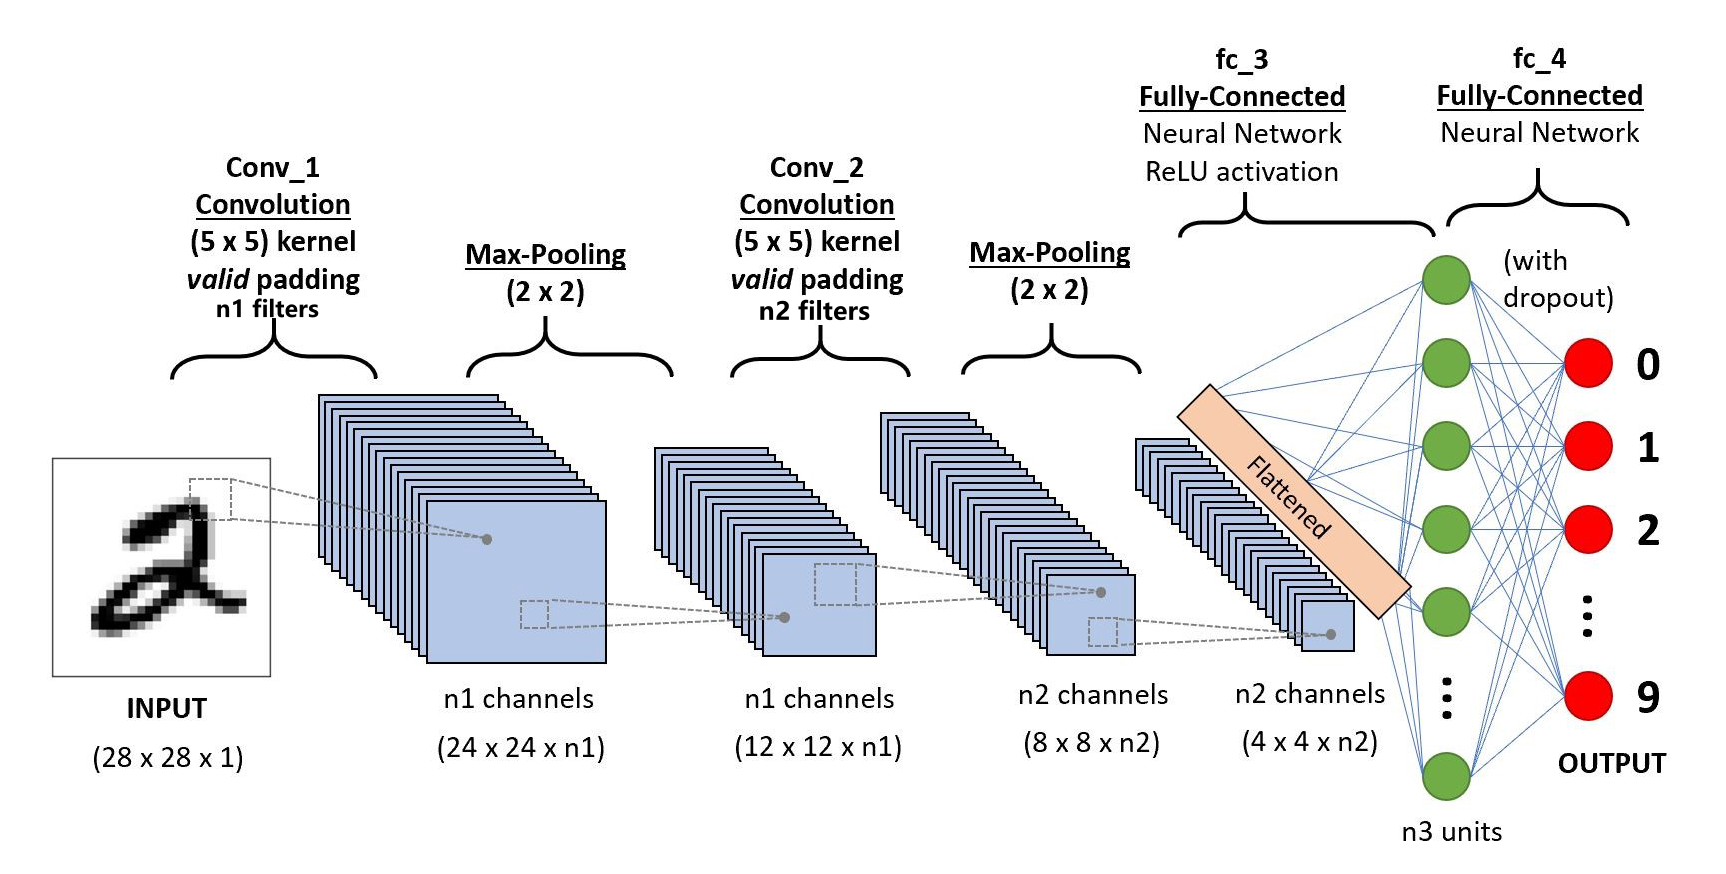 Conv_1
Convolution
(5 x 5) kernel
valid padding
n1 filters
Max-Pooling
(2 x 2)
Conv_2
Convolution
(5 x 5) kernel
valid padding
n2 filters
Max-Pooling
(2 x 2)
fc_3
Fully-Connected
Neural Network
ReLU activation
fc_4
Fully-Connected
Neural Network
(with
dropout)
Flattened
0
1
2
9
INPUT
(28 x 28 x 1)
n1 channels
(24 x 24 x n1)
n1 channels
(12 x 12 x n1)
n2 channels
(8 x 8 x n2)
n2 channels
(4 x 4 x n2)
n3 units
OUTPUT
2